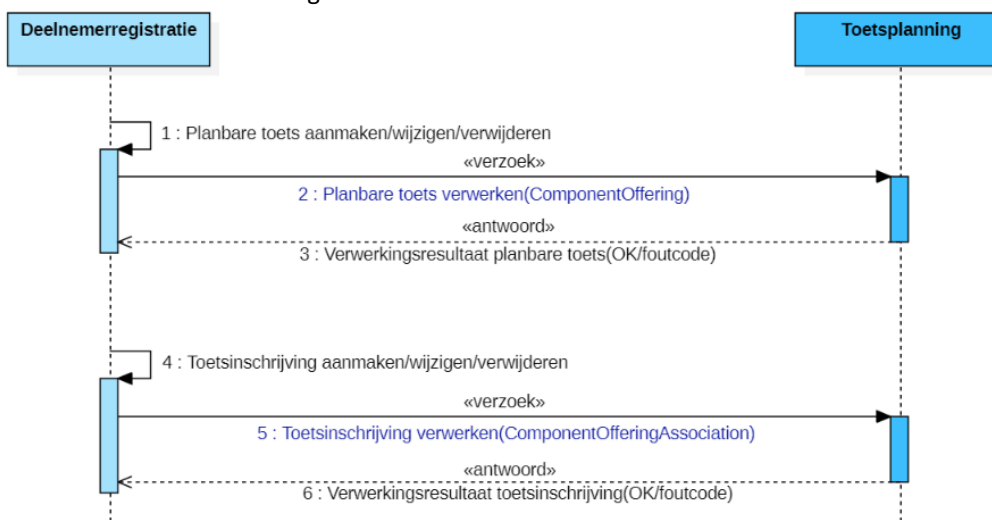 Deelnemerregistratie
Toetsplanning
1 : Planbare toets aanmaken/wijzigen/verwijderen
«verzoek»
2 : Planbare toets verwerken(ComponentOffering)
«antwoord»
3 : Verwerkingsresultaat planbare toets(OK/foutcode)
4 : Toetsinschrijving aanmaken/wijzigen/verwijderen
«verzoek»
5 : Toetsinschrijving verwerken(ComponentOfferingAssociation)
«antwoord»
6 : Verwerkingsresultaat toetsinschrijving(OK/foutcode)